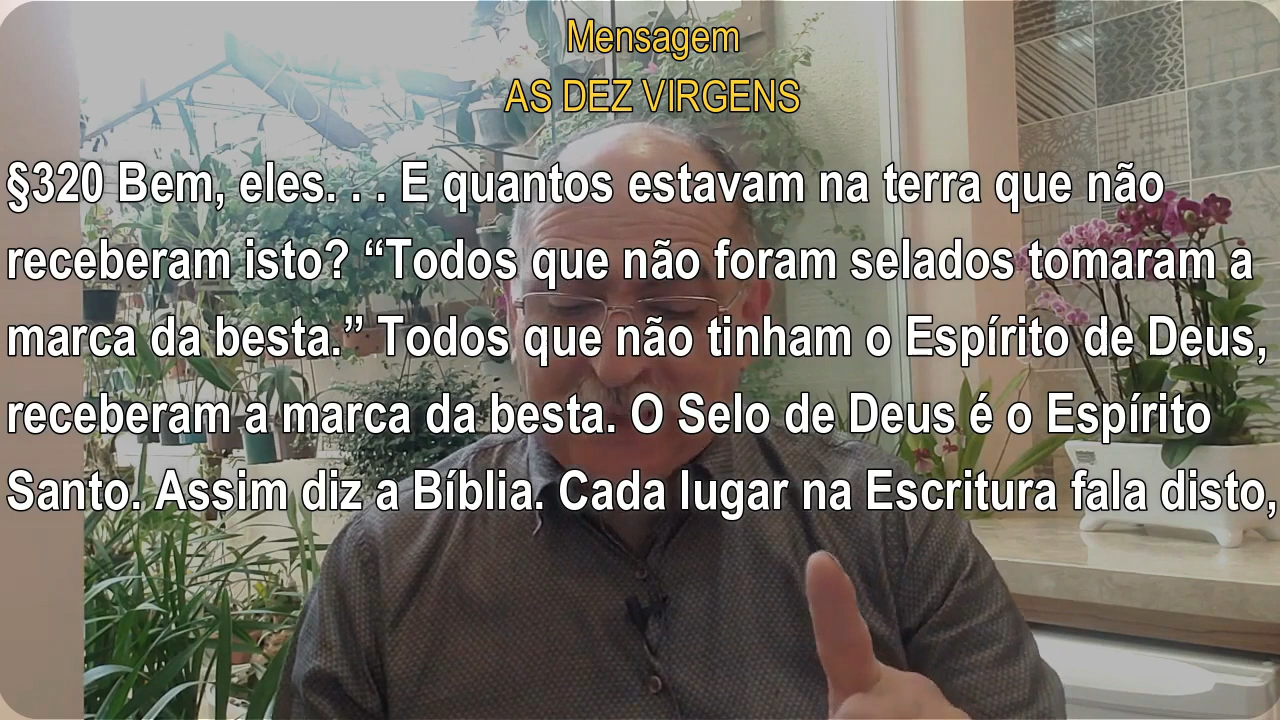 Mensagem
AS DEZ VIRGENS
§320 Bem, eles. . . E quantos estavam na terra que não
receberam isto? “Todos que não foram selados tomaram a
marca da besta.” Todos que não tinham o Espírito de Deus,
receberam a marca da besta. O Selo de Deus é o Espírito
Santo. Assim diz a Bíblia. Cada lugar na Escritura fala disto,